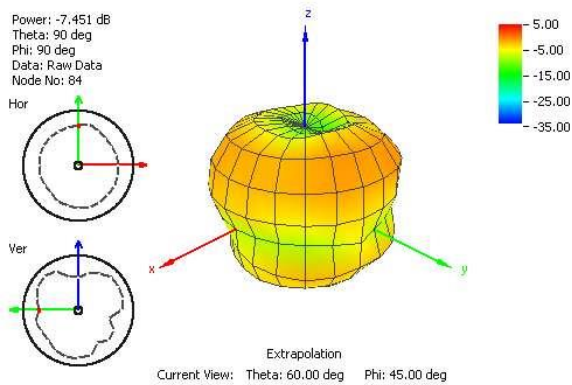 Power: -7.451 dB
Theta: 90 deg
Phi: 90 deg
Data: Raw Data
Node No: 84
Hor
Ver
z
x
y
5.00
-5.00
-15.00
-25.00
-35.00
Extrapolation
Current View: Theta: 60.00 deg Phi: 45.00 deg